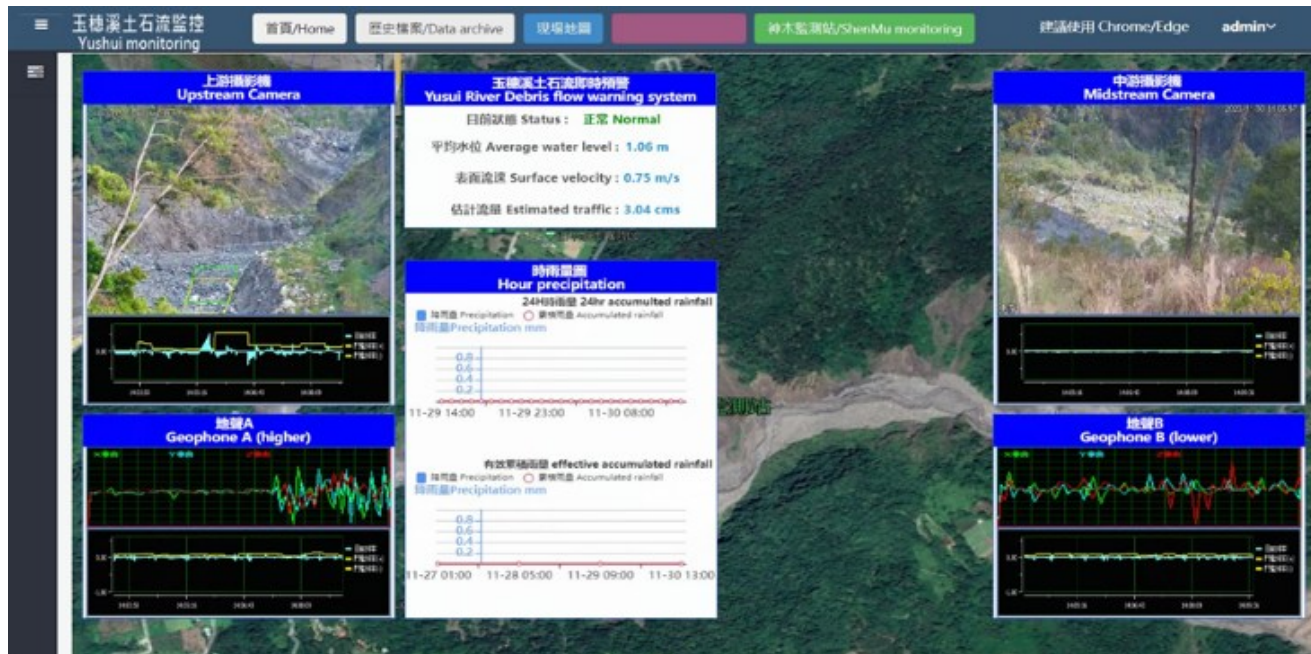 玉穗溪土石流監控
Yushui monitoring
首頁/Home
歷史檔案/Data archive
現場地圖
神木監測站/ShenMu monitoring
建議使用 Chrome/Edge
admin
上游攝影機
Upstream Camera
玉穗溪土石流即時預警
Yusui River Debris flow warning system
目前狀態 Status : 正常 Normal
平均水位 Average water level : 1.06 m
表面流速 Surface velocity : 0.75 m/s
估計流量 Estimated traffic : 3.04 cms
中游攝影機
Midstream Camera
時雨量圖
Hour precipitation
24H時雨量 24hr accumulted rainfall
降雨量 Precipitation 累積雨量 Accumulated rainfall
降雨量Precipitation mm
0.8
0.6
0.4
0.2
11-29 14:00 11-29 23:00 11-30 08:00
有效累積雨量 effective accumulated rainfall
降雨量 Precipitation 累積雨量 Accumulated rainfall
降雨量Precipitation mm
0.8
0.6
0.4
0.2
11-27 01:00 11-28 05:00 11-29 09:00 11-30 13:00
地聲A
Geophone A (higher)
地聲B
Geophone B (lower)